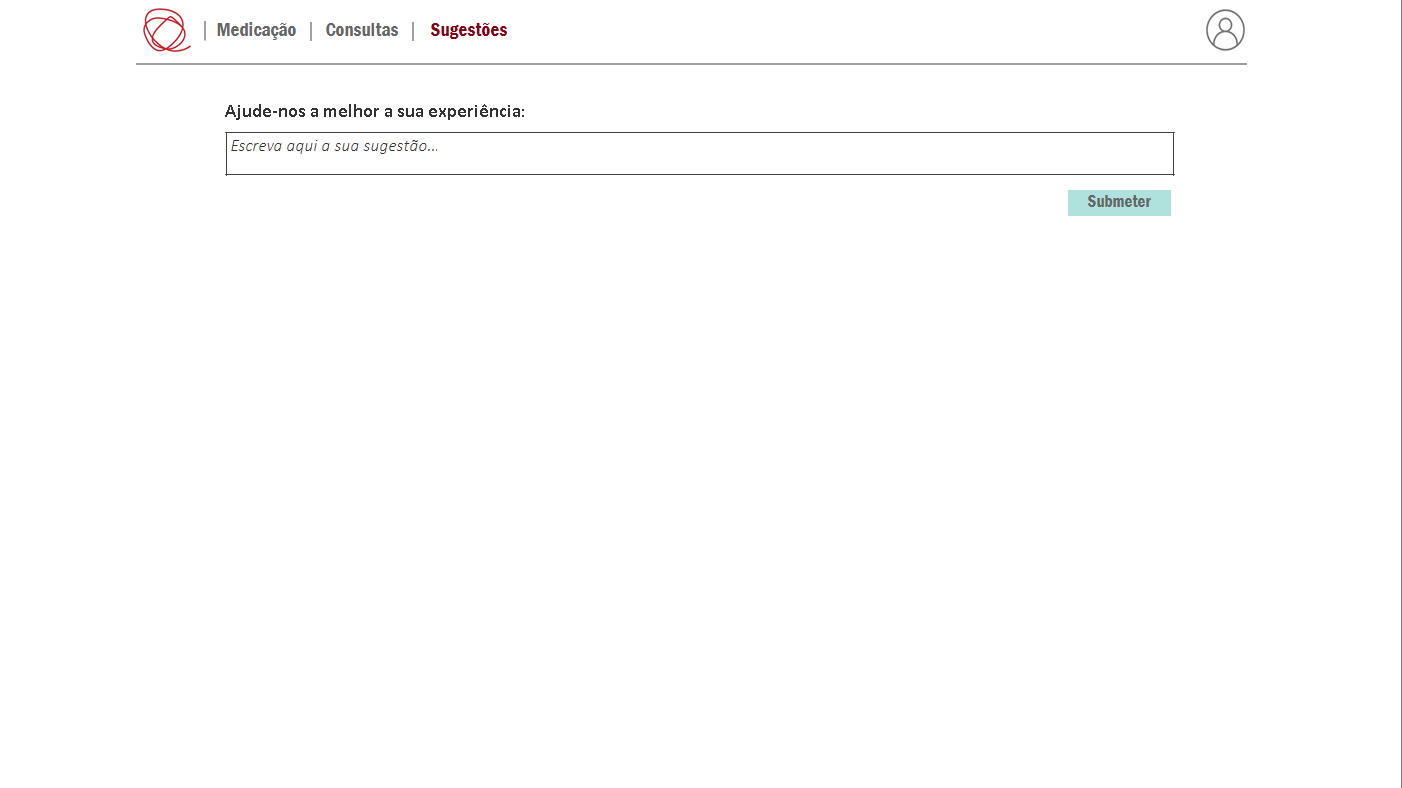 | Medicação | Consultas | Sugestões
Ajude-nos a melhor a sua experiência:
Escreva aqui a sua sugestão...
Submeter